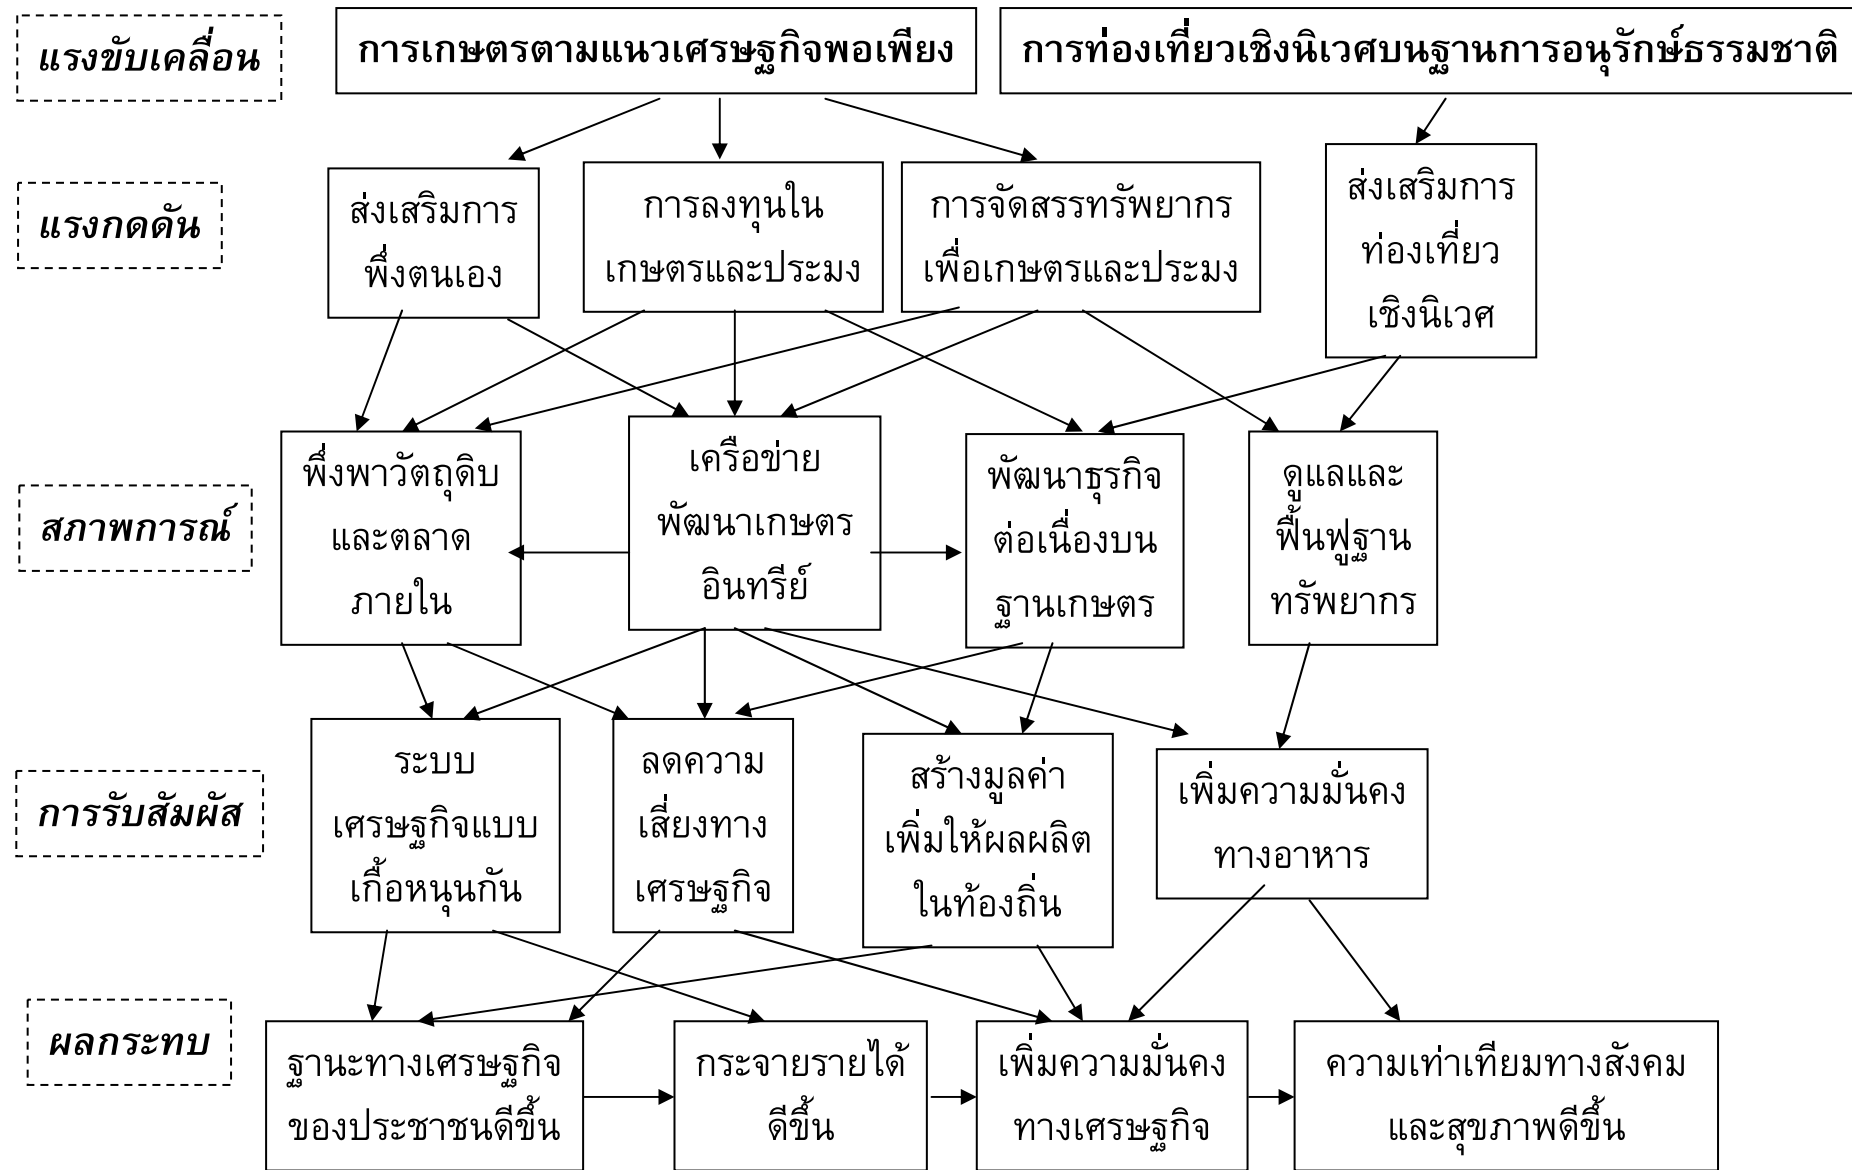 แรงขับเคลื่อน
การเกษตรตามแนวเศรษฐกิจพอเพียง
การท่องเที่ยวเชิงนิเวศบนฐานการอนุรักษ์ธรรมชาติ
แรงกดดัน
ส่งเสริมการ
พึ่งตนเอง
การลงทุนใน
เกษตรและประมง
การจัดสรรทรัพยากร
เพื่อเกษตรและประมง
ส่งเสริมการ
ท่องเที่ยว
เชิงนิเวศ
สภาพการณ์
พึ่งพาวัตถุดิบ
และตลาด
ภายใน
เครือข่าย
พัฒนาเกษตร
อินทรีย์
พัฒนาธุรกิจ
ต่อเนื่องบน
ฐานเกษตร
ดูแลและ
ฟื้นฟูฐาน
ทรัพยากร
การรับสัมผัส
ระบบ
เศรษฐกิจแบบ
เกื้อหนุนกัน
ลดความ
เสี่ยงทาง
เศรษฐกิจ
สร้างมูลค่า
เพิ่มให้ผลผลิต
ในท้องถิ่น
เพิ่มความมั่นคง
ทางอาหาร
ผลกระทบ
ฐานะทางเศรษฐกิจ
ของประชาชนดีขึ้น
กระจายรายได้
ดีขึ้น
เพิ่มความมั่นคง
ทางเศรษฐกิจ
ความเท่าเทียมทางสังคม
และสุขภาพดีขึ้น